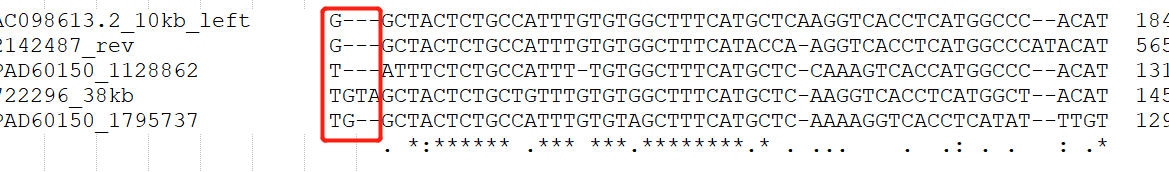 AC098613.2_10kb_left G---GCTACTCTGCCATTTGTGTGGCTTTCATGCTCAAGGTCACCTCATGGCCC--ACAT 184
2142487_rev G---GCTACTCTGCCATTTGTGTGGCTTTCATACCA-AGGTCACCTCATGGCCCATACAT 565
PAD60150_1128862 T---ATTTCTCTGCCATTT-TGTGGCTTTCATGCTC-CAAAGTCACCATGGCCC--ACAT 131
722296_38kb TGTAGCTACTCTGCTGTTTGTGTGGCTTTCATGCTC-AAGGTCACCTCATGGCT--ACAT 145
PAD60150_1795737 TG--GCTACTCTGCCATTTGTGTAGCTTTCATGCTC-AAAAGGTCACCTCATAT--TTGT 129
. *:****** .*** ***.********.* . ... . .: . . : .*